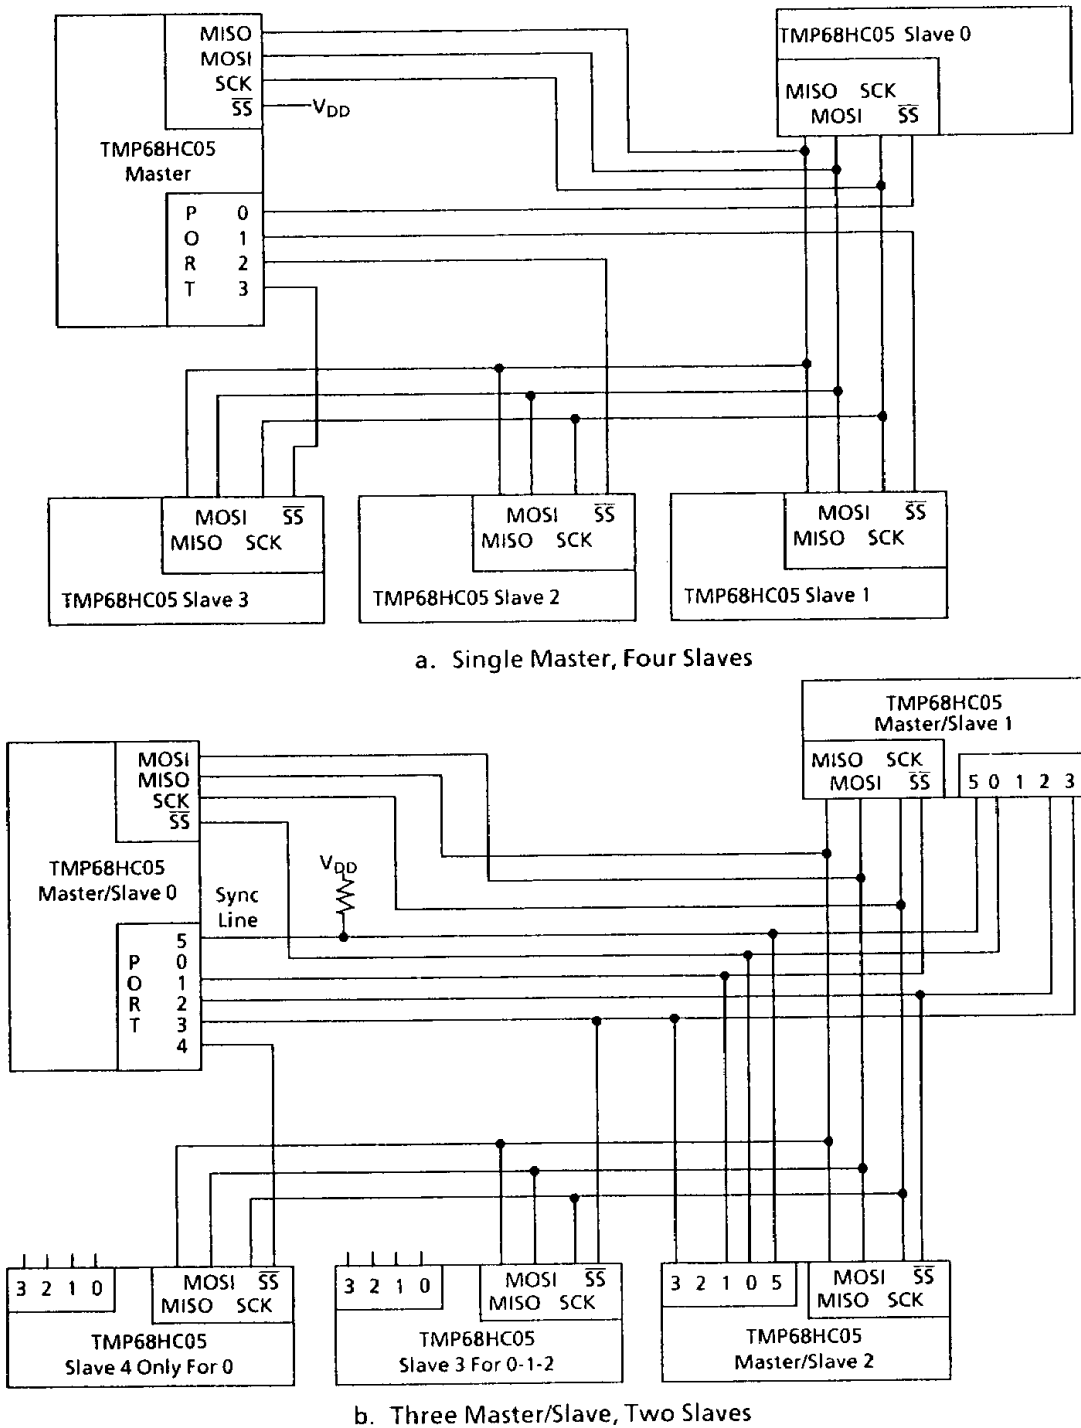 MISO
MOSI
SCK
SS
VDD
TMP68HC05
Master
P 0
O 1
R 2
T 3
TMP68HC05 Slave 0
MISO SCK
MOSI SS
MOSI SS
MISO SCK
TMP68HC05 Slave 3
MOSI SS
MISO SCK
TMP68HC05 Slave 2
MOSI SS
MISO SCK
TMP68HC05 Slave 1
a. Single Master, Four Slaves
MOSI
MISO
SCK
SS
TMP68HC05
Master/Slave 0
Sync
Line
VDD
5
P 0
O 1
R 2
T 3
4
TMP68HC05
Master/Slave 1
MISO SCK
MOSI SS
5 0 1 2 3
3 2 1 0
MOSI SS
MISO SCK
TMP68HC05
Slave 4 Only For 0
3 2 1 0
MOSI SS
MISO SCK
TMP68HC05
Slave 3 For 0-1-2
3 2 1 0 5
MOSI SS
MISO SCK
TMP68HC05
Master/Slave 2
b. Three Master/Slave, Two Slaves